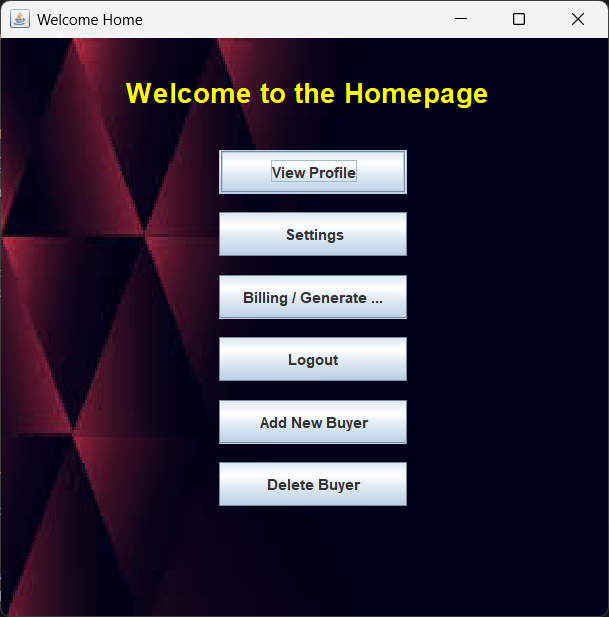 Welcome Home
Welcome to the Homepage
View Profile
Settings
Billing / Generate ...
Logout
Add New Buyer
Delete Buyer